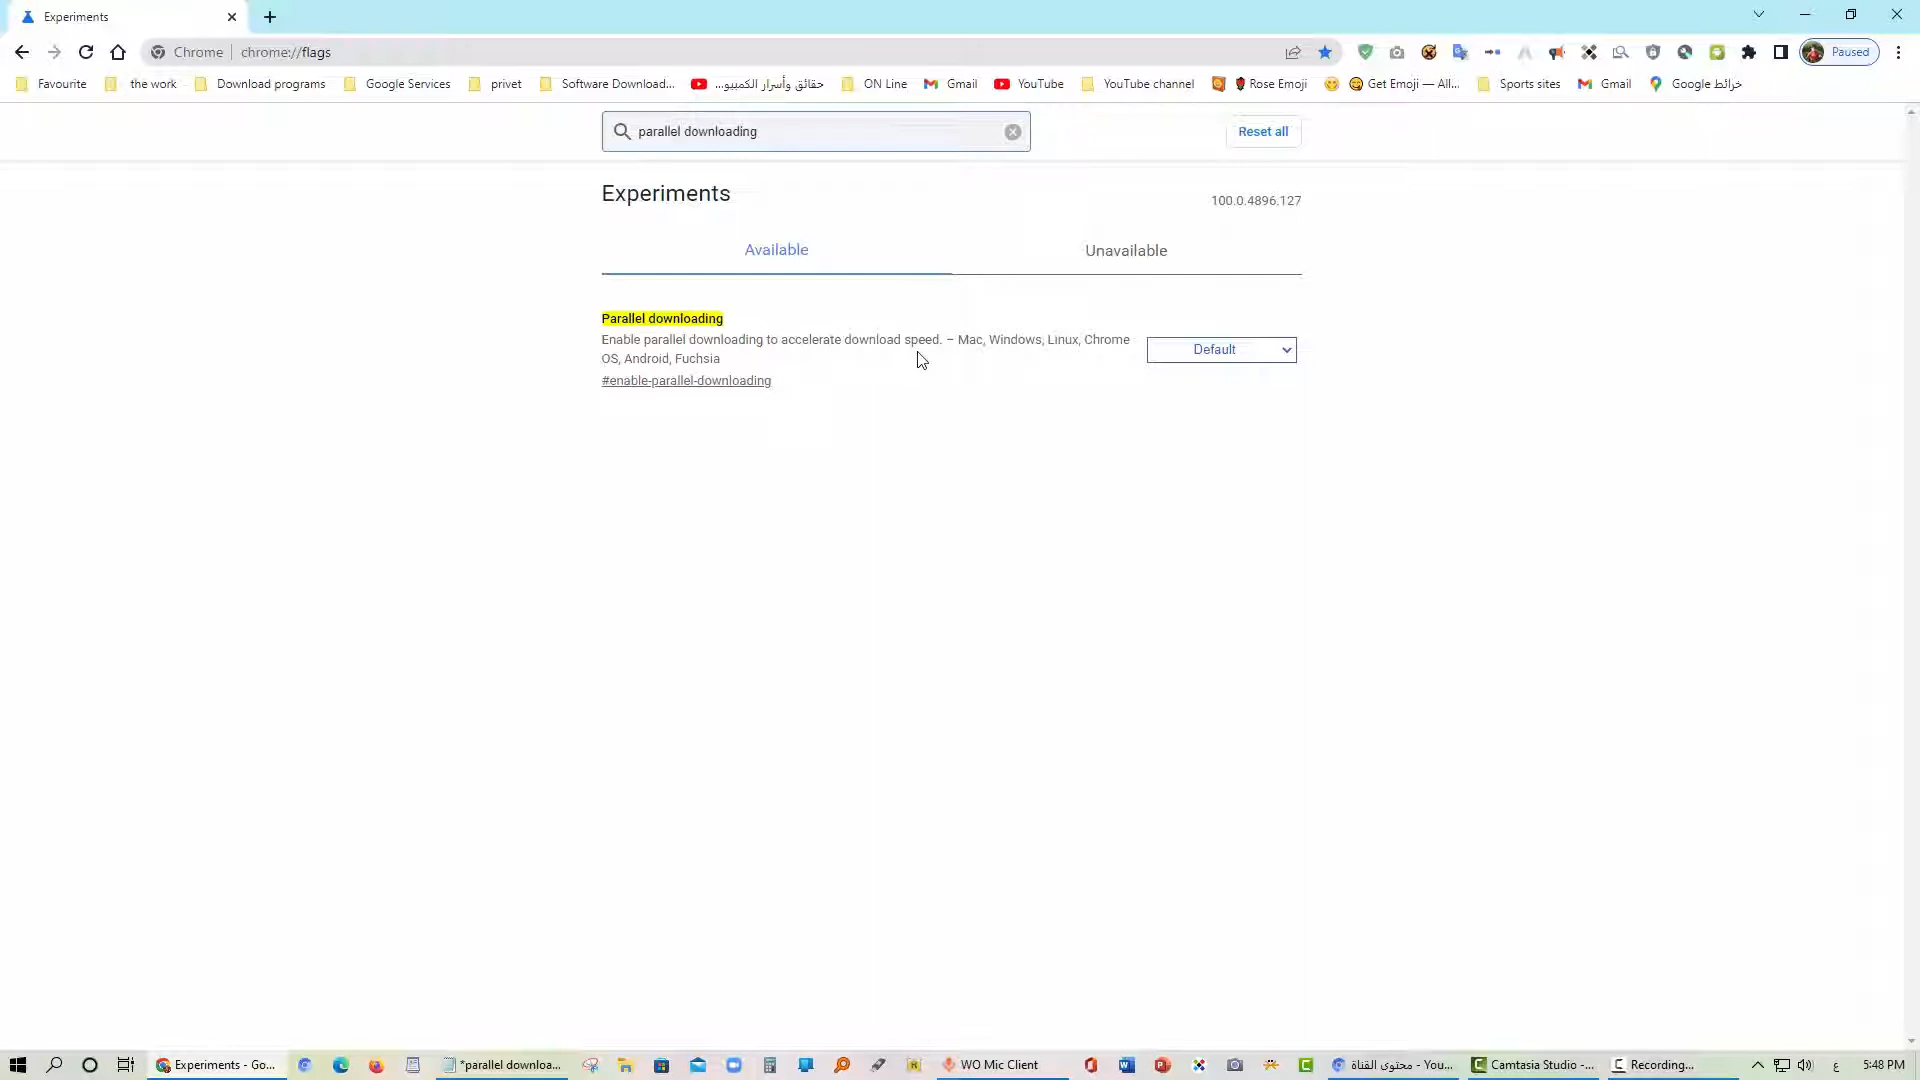 Experiments
Chrome chrome://flags Paused
Favourite the work Download programs Google Services privet Software Download... حقائق وأسرار الكمبيو... ON Line Gmail YouTube YouTube channel Rose Emoji Get Emoji — All... Sports sites Gmail خرائط Google
parallel downloading Reset all
Experiments 100.0.4896.127
Available Unavailable
Parallel downloading
Enable parallel downloading to accelerate download speed. – Mac, Windows, Linux, Chrome
OS, Android, Fuchsia
Default
#enable-parallel-downloading
Experiments - Go... *parallel downloa... WO Mic Client محتوى القناة - You... Camtasia Studio -... Recording... ع 5:48 PM